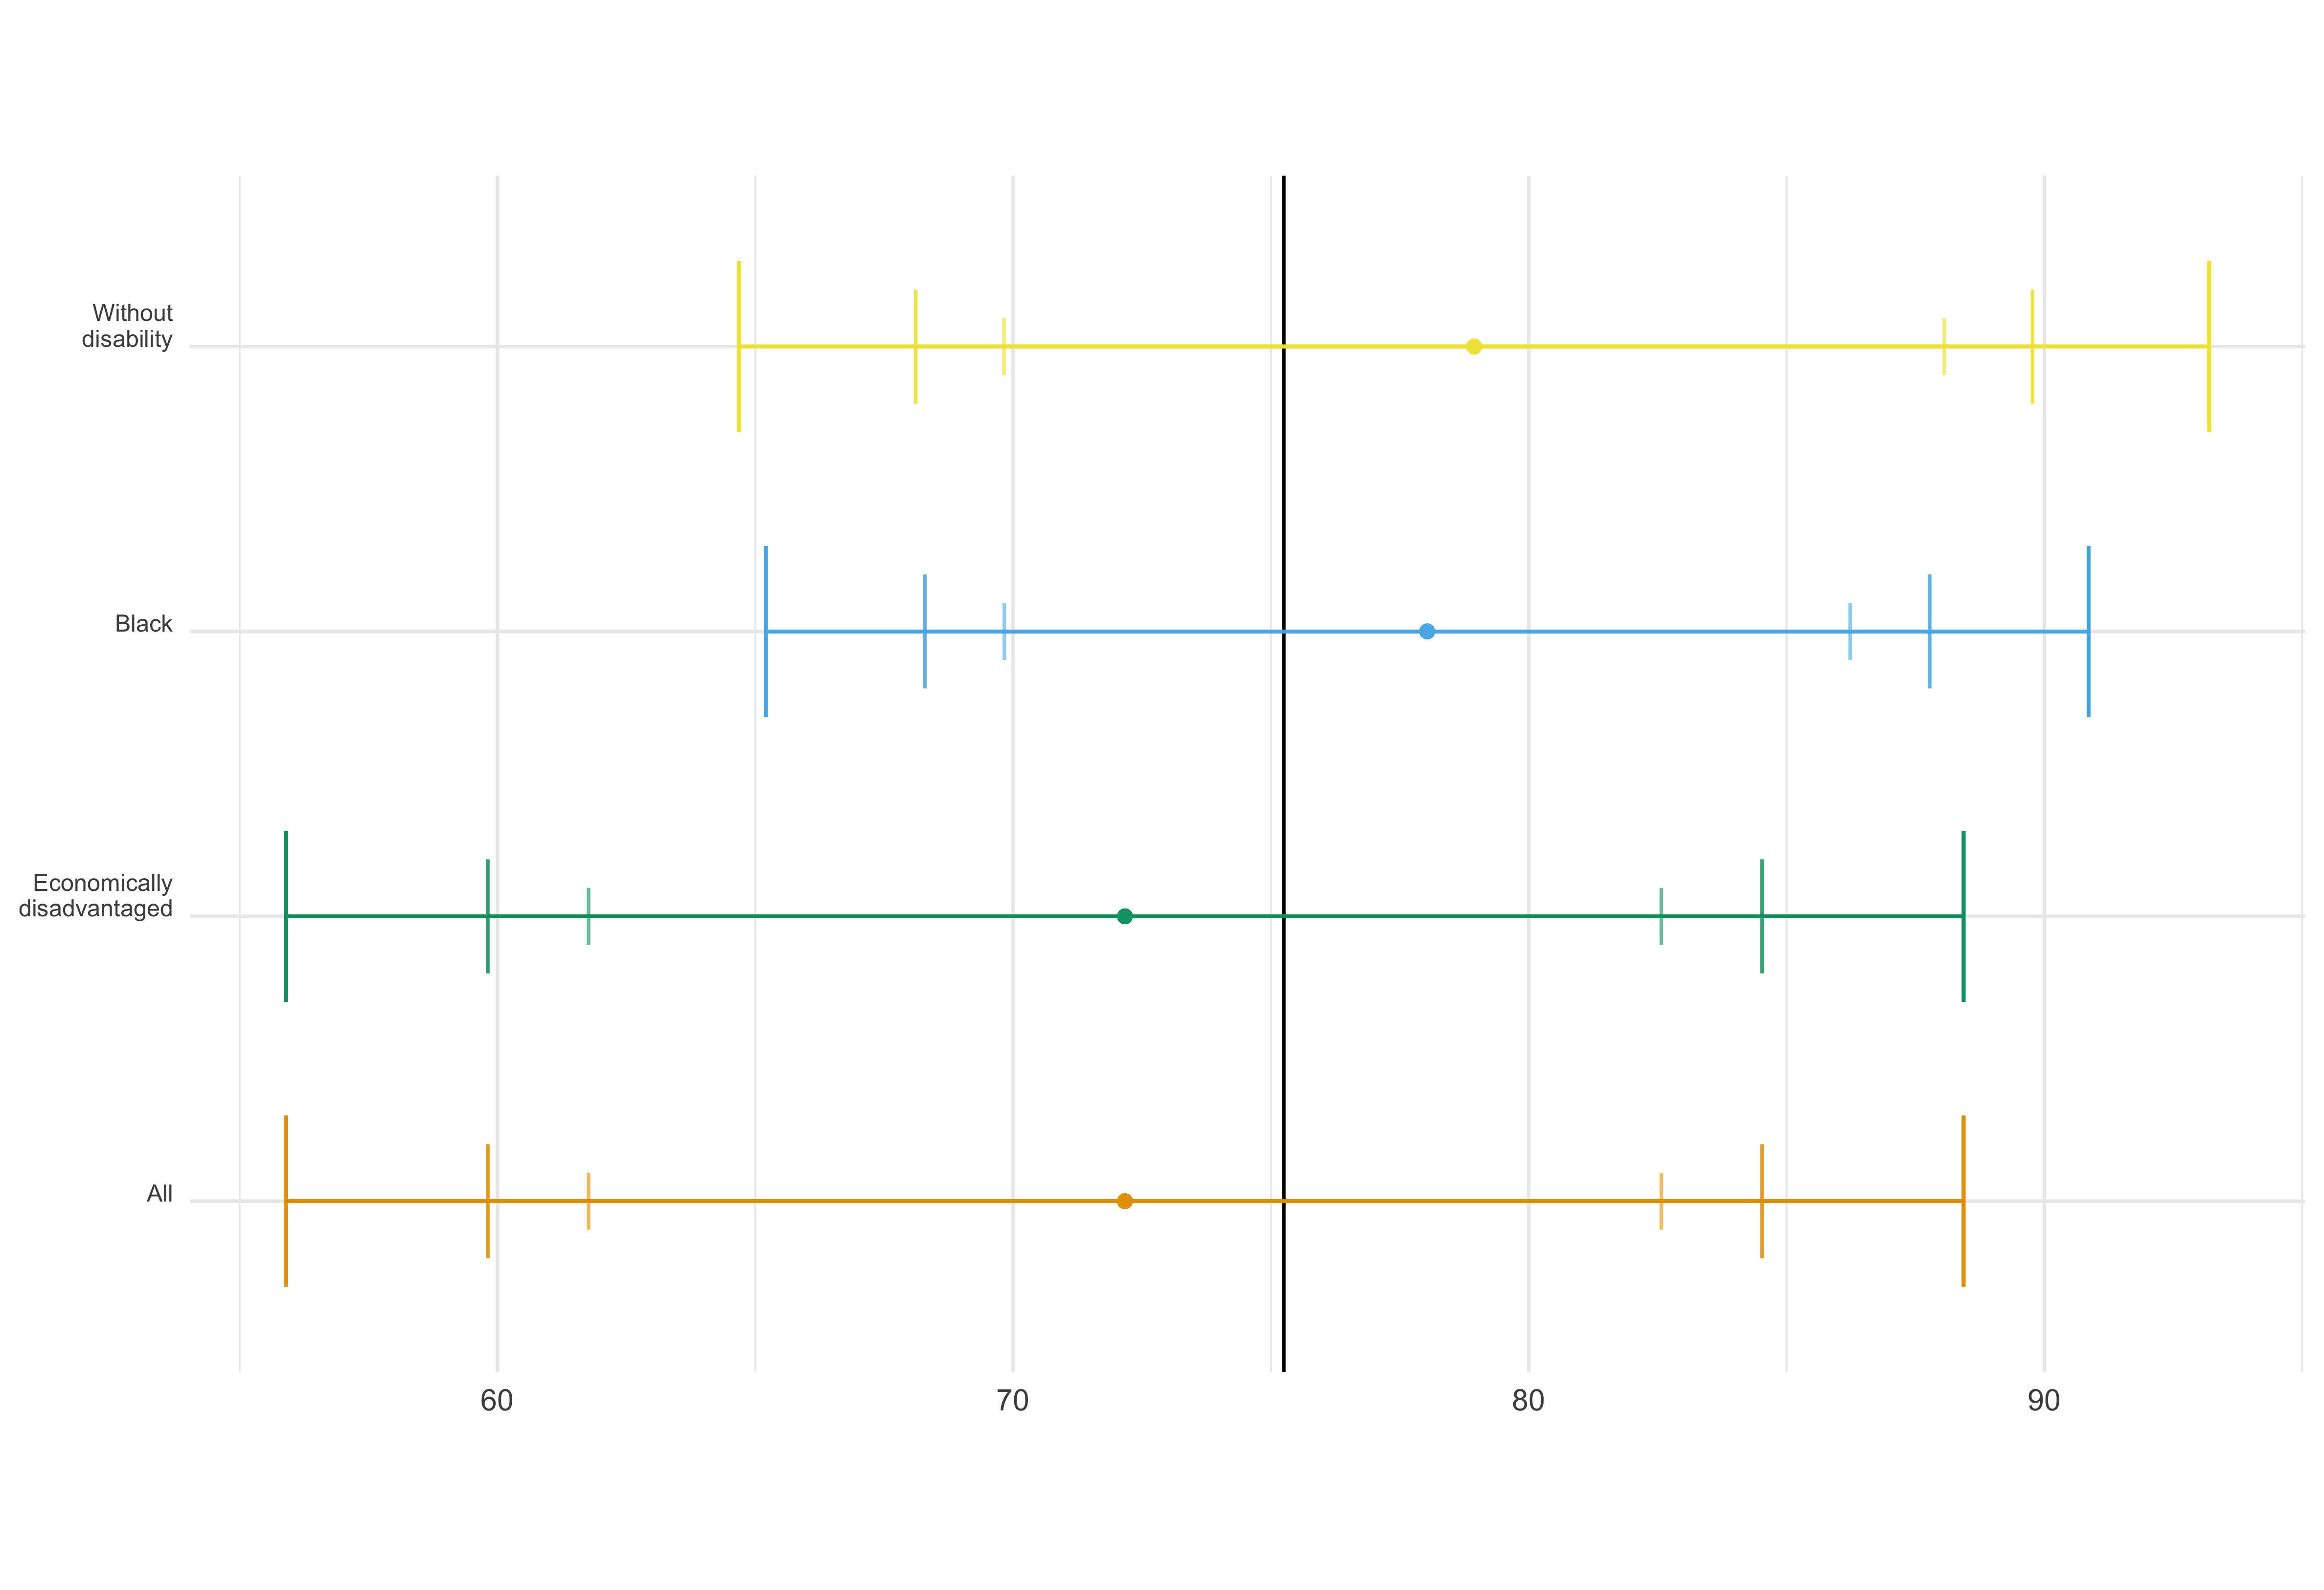 Without
disability
Black
Economically
disadvantaged
All
60 70 80 90